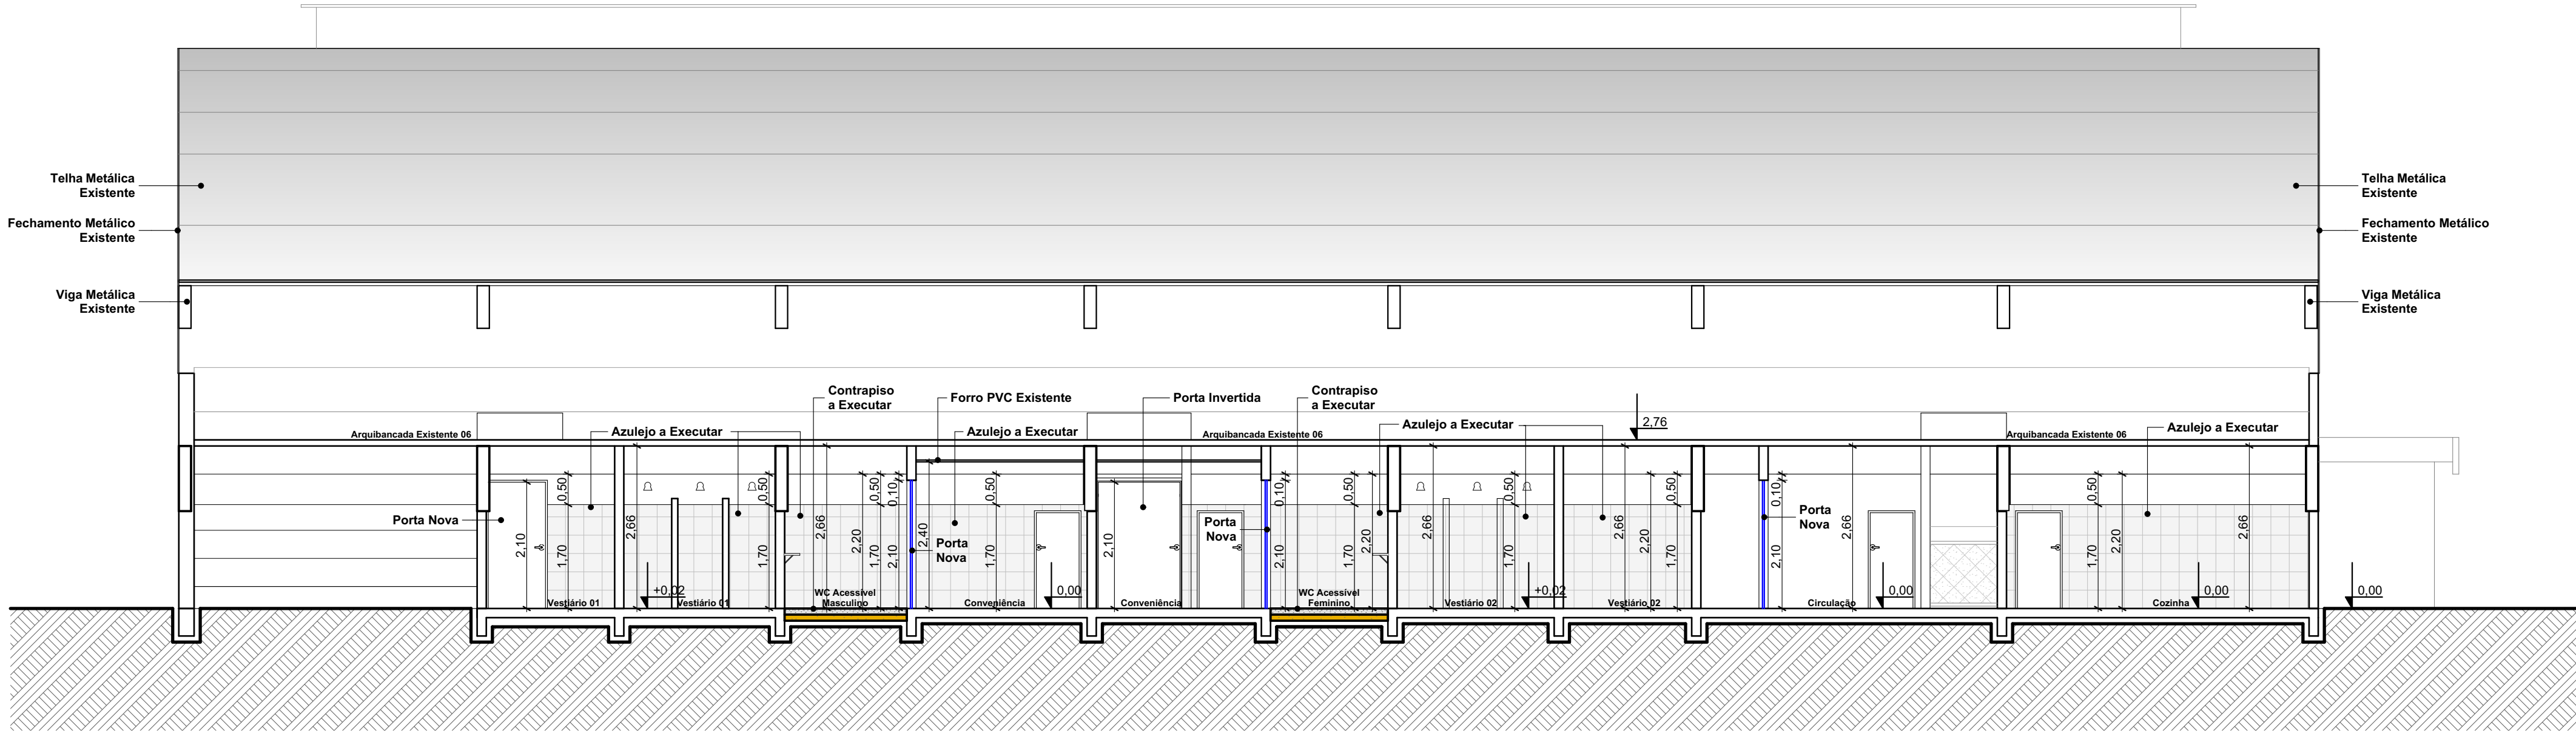 Telha Metálica
Existente
Fechamento Metálico
Existente
Viga Metálica
Existente
Telha Metálica
Existente
Fechamento Metálico
Existente
Viga Metálica
Existente
Contrapiso
a Executar
Forro PVC Existente
Porta Invertida
Contrapiso
a Executar
Arquibancada Existente 06
Azulejo a Executar
Azulejo a Executar
Arquibancada Existente 06
Azulejo a Executar
2,76
Arquibancada Existente 06
Azulejo a Executar
Porta Nova
2,10
0,50
1,70
2,66
0,50
1,70
2,66
2,20
0,50
1,70
0,10
2,10
2,40
Porta
Nova
0,50
1,70
2,10
Porta
Nova
0,10
2,10
0,50
1,70
2,20
2,66
0,50
1,70
2,66
2,20
0,50
1,70
0,10
2,10
Porta
Nova
2,66
0,50
1,70
2,20
2,66
+0,02
0,00
+0,02
0,00
0,00
0,00
Vestiário 01
Vestiário 01
WC Acessível
Masculino
Conveniência
Conveniência
WC Acessível
Feminino
Vestiário 02
Vestiário 02
Circulação
Cozinha